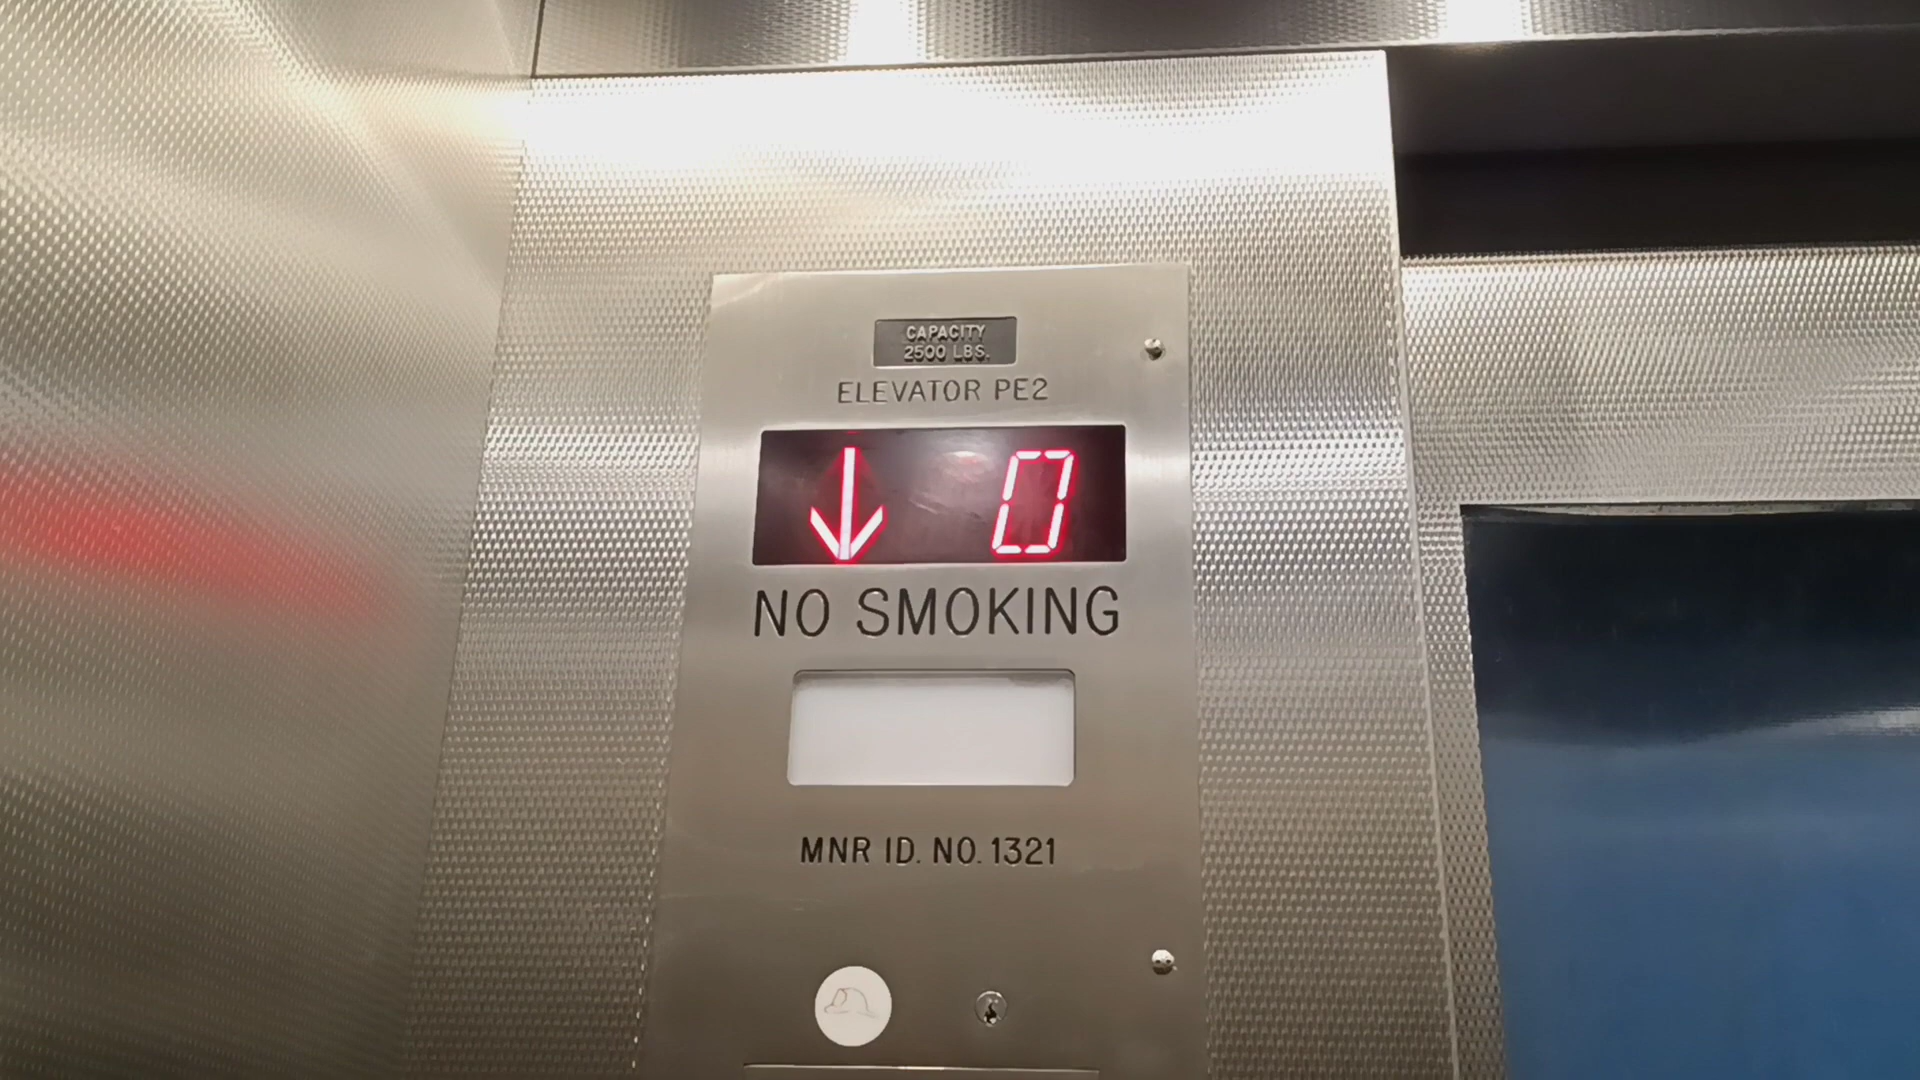 CAPACITY
2500 LBS.
ELEVATOR PE2
↓ 0
NO SMOKING
MNR ID. NO. 1321